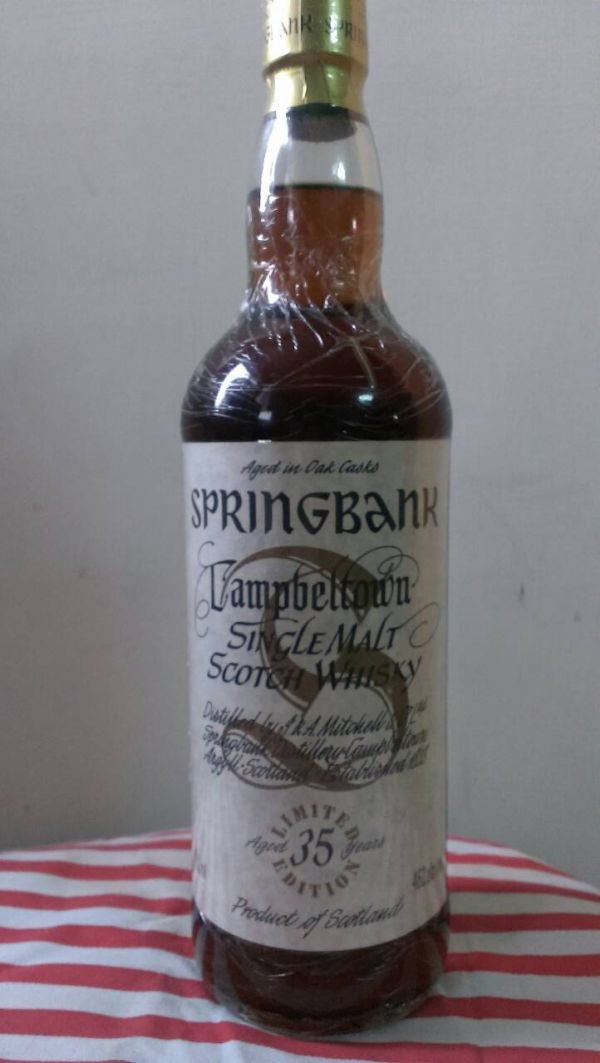 SPRINGBANK
Aged in Oak Casks
SPRINGBANK
Campbeltown
SINGLE MALT
SCOTCH WHISKY
Distilled by J & A Mitchell & Co Ltd
Springbank Distillery Campbeltown
Argyll · Scotland · Established
LIMITED
Aged 35 Years
EDITION
Product of Scotland